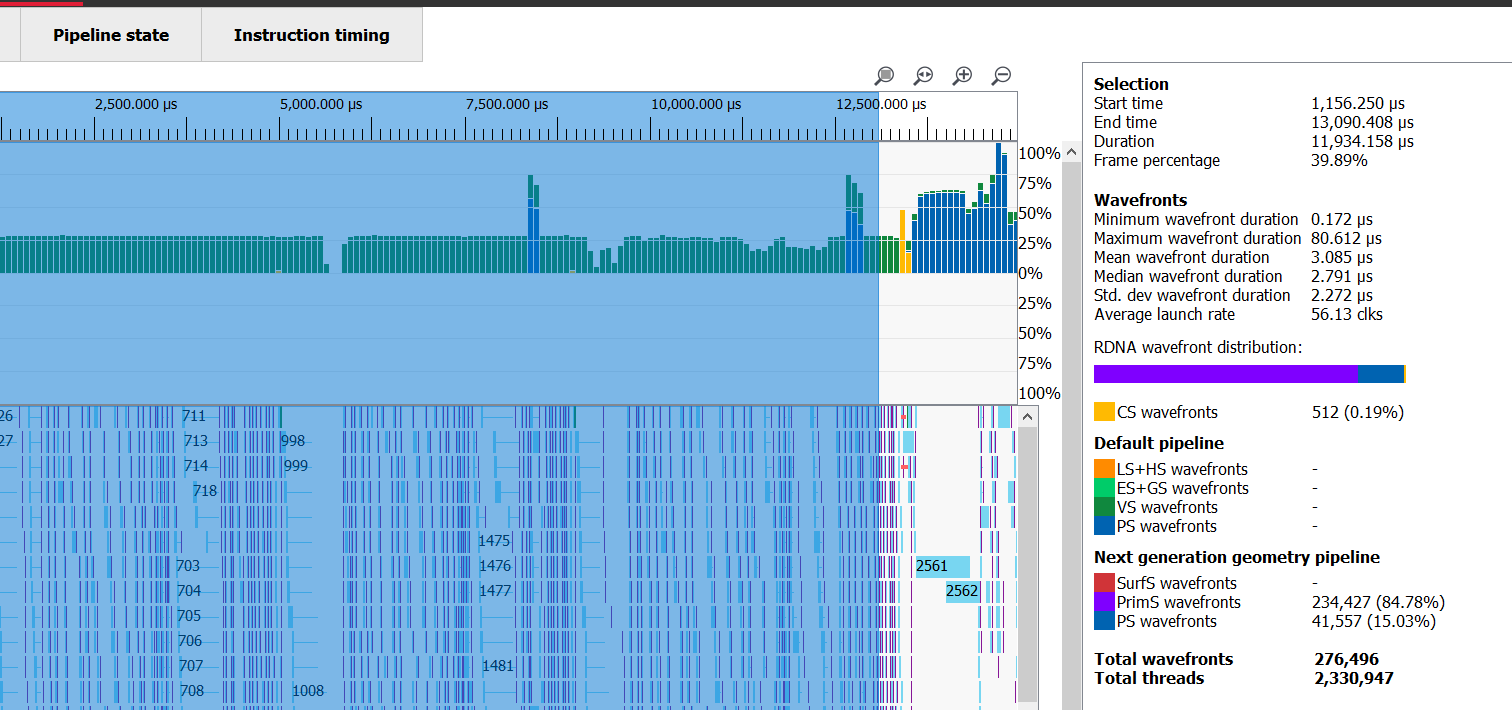 Pipeline state
Instruction timing
2,500.000 µs
5,000.000 µs
7,500.000 µs
10,000.000 µs
12,500.000 µs
100%
75%
50%
25%
0%
25%
50%
75%
100%
26
711
27
713
998
714
999
718
1475
703
1476
2561
704
1477
2562
705
706
707
1481
708
1008
Selection
Start time 1,156.250 µs
End time 13,090.408 µs
Duration 11,934.158 µs
Frame percentage 39.89%
Wavefronts
Minimum wavefront duration 0.172 µs
Maximum wavefront duration 80.612 µs
Mean wavefront duration 3.085 µs
Median wavefront duration 2.791 µs
Std. dev wavefront duration 2.272 µs
Average launch rate 56.13 clks
RDNA wavefront distribution:
CS wavefronts 512 (0.19%)
Default pipeline
LS+HS wavefronts -
ES+GS wavefronts -
VS wavefronts -
PS wavefronts -
Next generation geometry pipeline
SurfS wavefronts -
PrimS wavefronts 234,427 (84.78%)
PS wavefronts 41,557 (15.03%)
Total wavefronts 276,496
Total threads 2,330,947